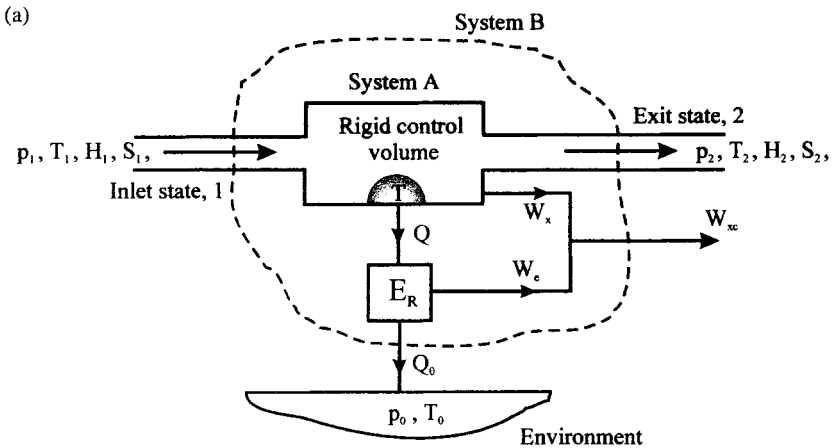 (a)
System B
System A
Rigid control
volume
Exit state, 2
p₁, T₁, H₁, S₁,
p₂, T₂, H₂, S₂,
Inlet state, 1
T
Wₓ
W_xc
Q
W_e
E_R
Q₀
p₀, T₀
Environment